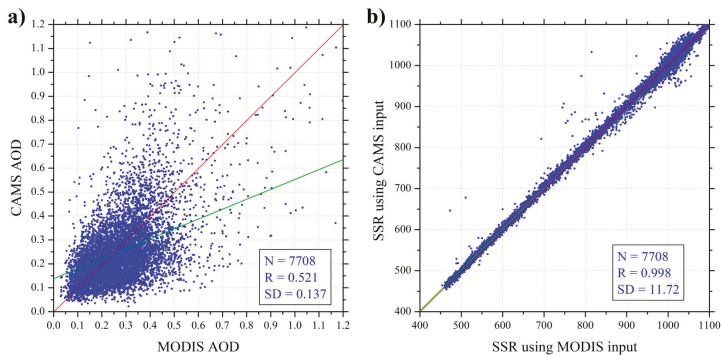 a)
CAMS AOD
1.2
1.1
1.0
0.9
0.8
0.7
0.6
0.5
0.4
0.3
0.2
0.1
0.0
0.0 0.1 0.2 0.3 0.4 0.5 0.6 0.7 0.8 0.9 1.0 1.1 1.2
MODIS AOD
N = 7708
R = 0.521
SD = 0.137
b)
SSR using CAMS input
1100
1000
900
800
700
600
500
400
400 500 600 700 800 900 1000 1100
SSR using MODIS input
N = 7708
R = 0.998
SD = 11.72